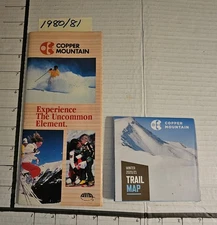 1980/81
COPPER
MOUNTAIN
Experience
The Uncommon
Element.
COPPER
MOUNTAIN
TRAIL
MAP